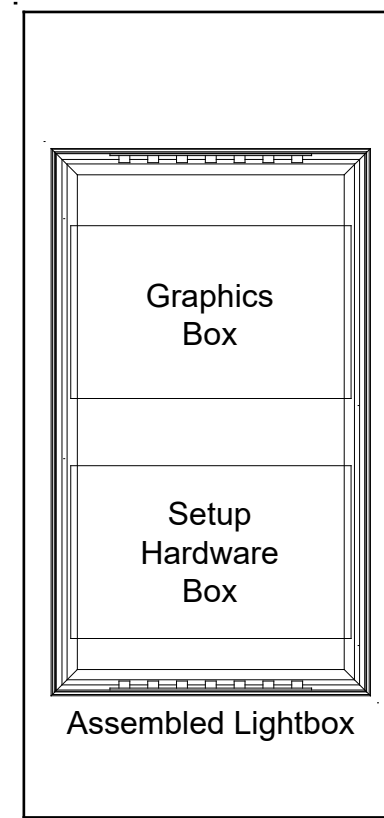 Graphics
Box
Setup
Hardware
Box
Assembled Lightbox